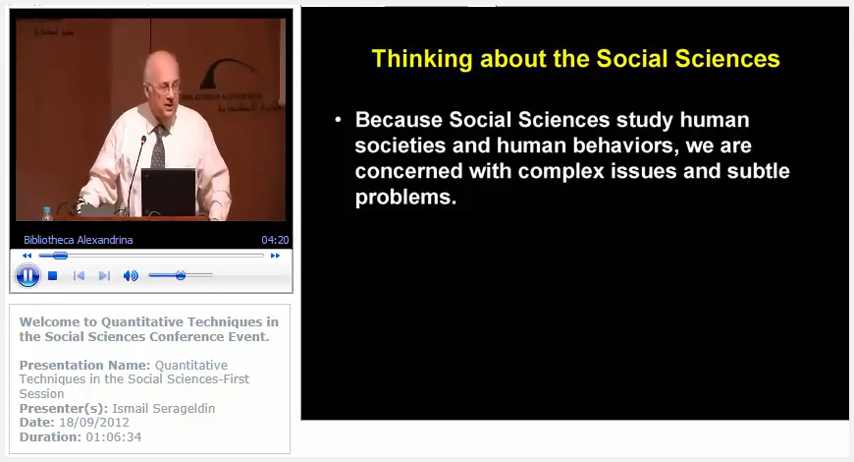 Bibliotheca Alexandrina
04:20
Welcome to Quantitative Techniques in
the Social Sciences Conference Event.
Presentation Name: Quantitative
Techniques in the Social Sciences-First
Session
Presenter(s): Ismail Serageldin
Date: 18/09/2012
Duration: 01:06:34
Thinking about the Social Sciences
• Because Social Sciences study human
societies and human behaviors, we are
concerned with complex issues and subtle
problems.